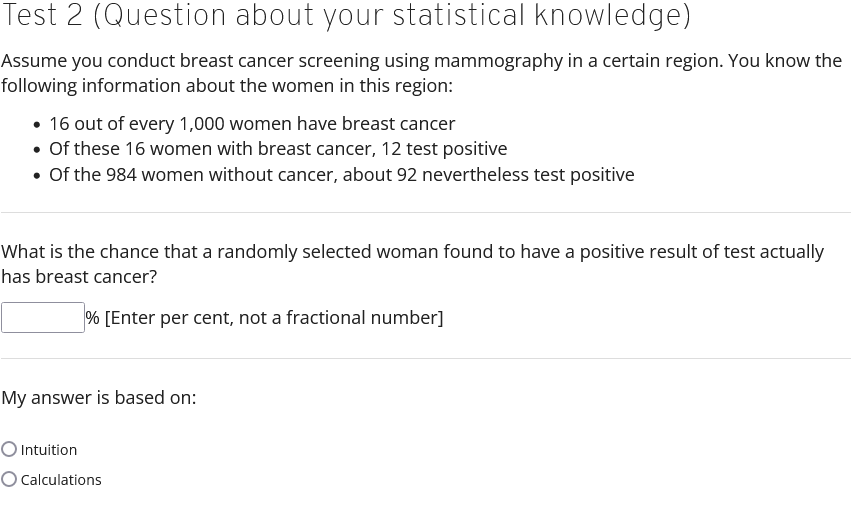 Test 2 (Question about your statistical knowledge)
Assume you conduct breast cancer screening using mammography in a certain region. You know the
following information about the women in this region:
• 16 out of every 1,000 women have breast cancer
• Of these 16 women with breast cancer, 12 test positive
• Of the 984 women without cancer, about 92 nevertheless test positive
What is the chance that a randomly selected woman found to have a positive result of test actually
has breast cancer?
% [Enter per cent, not a fractional number]
My answer is based on:
Intuition
Calculations